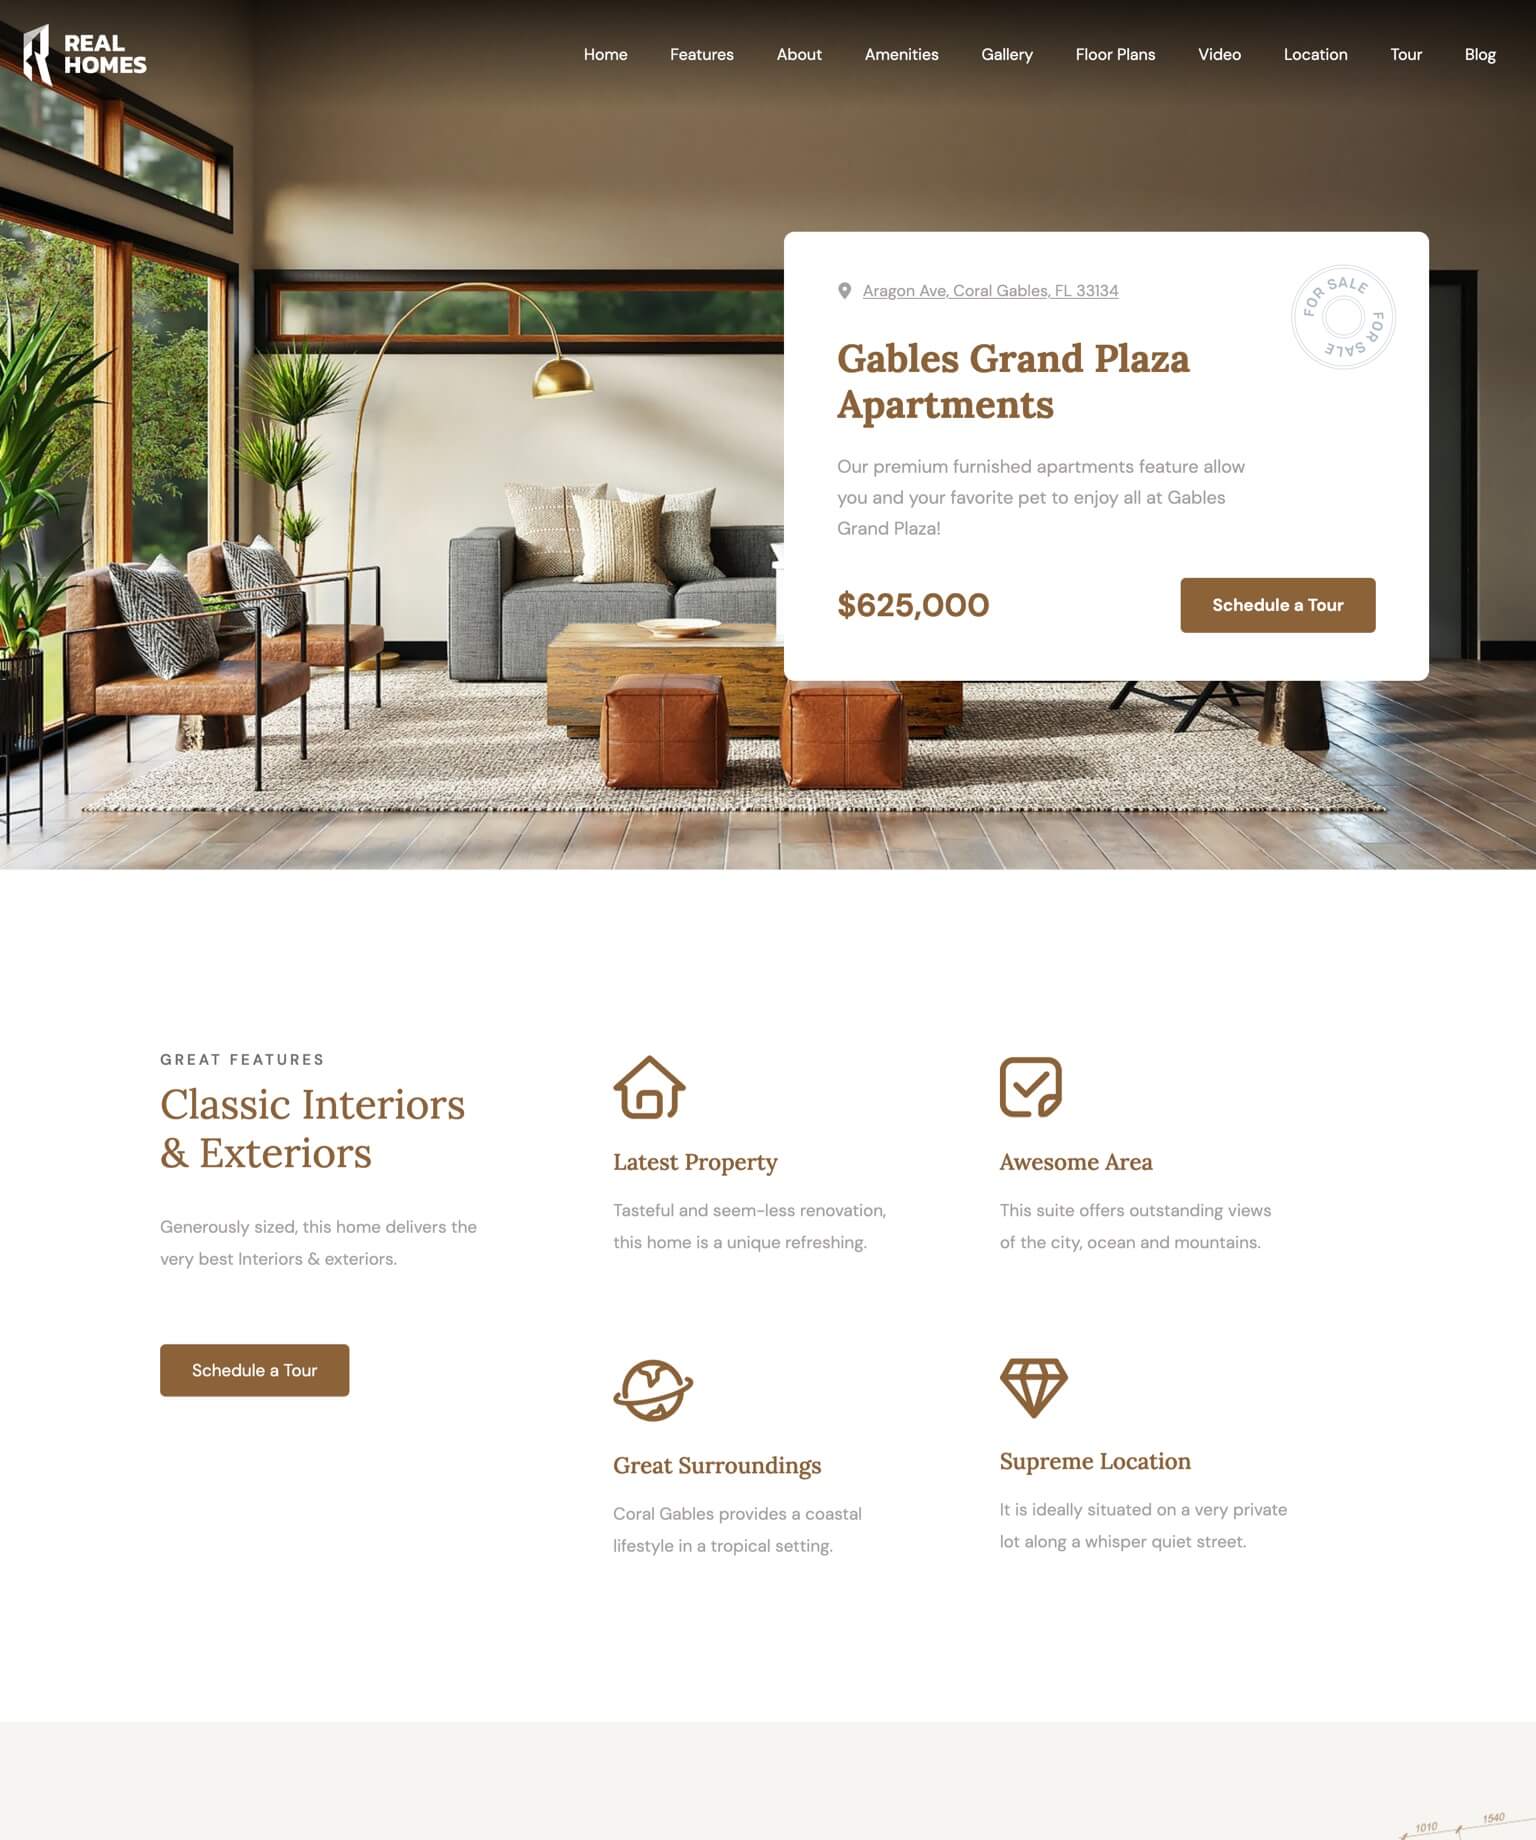 REAL
HOMES
Home Features About Amenities Gallery Floor Plans Video Location Tour Blog
Aragon Ave, Coral Gables, FL 33134
FOR SALE FOR SALE
Gables Grand Plaza
Apartments
Our premium furnished apartments feature allow
you and your favorite pet to enjoy all at Gables
Grand Plaza!
$625,000
Schedule a Tour
GREAT FEATURES
Classic Interiors
& Exteriors
Generously sized, this home delivers the
very best Interiors & exteriors.
Schedule a Tour
Latest Property
Tasteful and seem-less renovation,
this home is a unique refreshing.
Awesome Area
This suite offers outstanding views
of the city, ocean and mountains.
Great Surroundings
Coral Gables provides a coastal
lifestyle in a tropical setting.
Supreme Location
It is ideally situated on a very private
lot along a whisper quiet street.
1010
1540